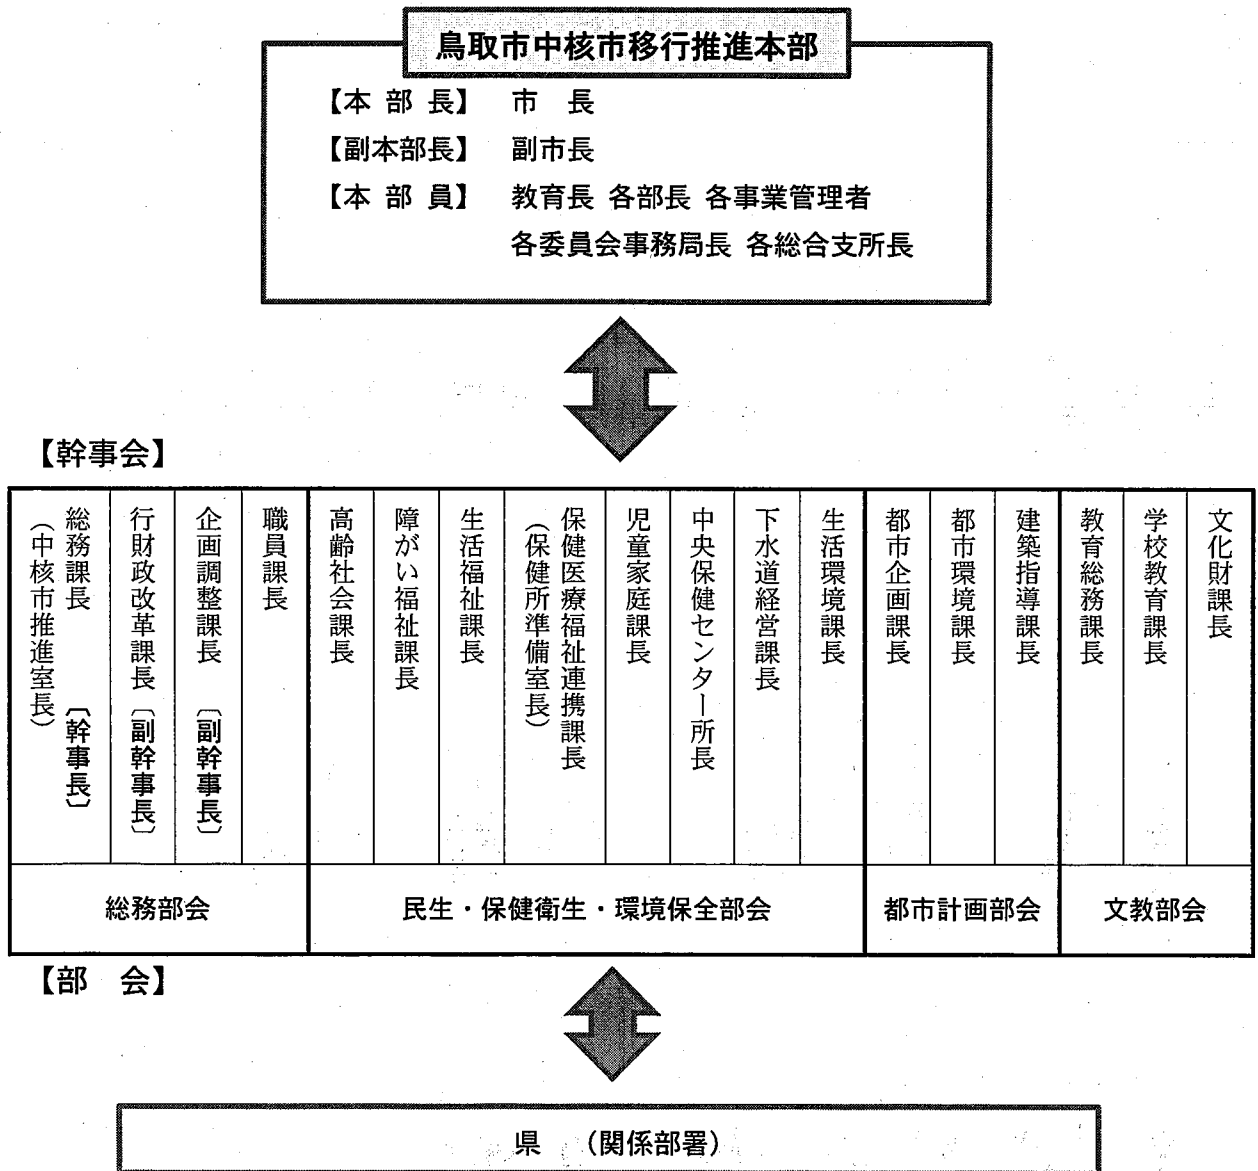 鳥取市中核市移行推進本部
【本 部 長】 市 長
【副本部長】 副市長
【本 部 員】 教育長 各部長 各事業管理者
各委員会事務局長 各総合支所長
【幹事会】
総務課長 〔幹事長〕
(中核市推進室長)
行財政改革課長 〔副幹事長〕
企画調整課長 〔副幹事長〕
職員課長
高齢社会課長
障がい福祉課長
生活福祉課長
保健医療福祉連携課長
(保健所準備室長)
児童家庭課長
中央保健センター所長
下水道経営課長
生活環境課長
都市企画課長
都市環境課長
建築指導課長
教育総務課長
学校教育課長
文化財課長
総務部会
民生・保健衛生・環境保全部会
都市計画部会
文教部会
【部 会】
県 (関係部署)